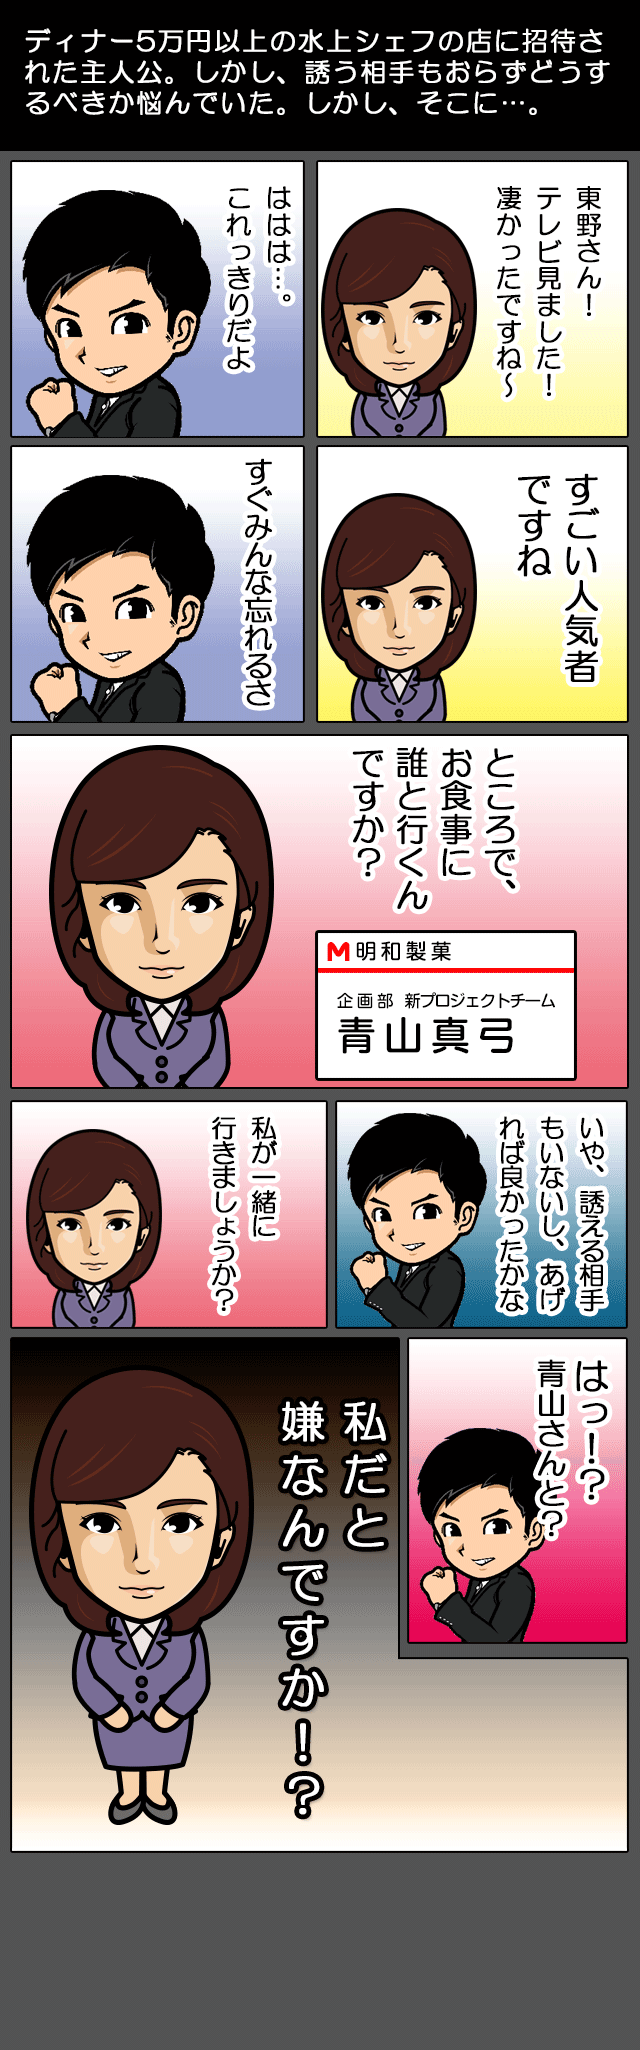 ディナー5万円以上の水上シェフの店に招待さ
れた主人公。しかし、誘う相手もおらずどうす
るべきか悩んでいた。しかし、そこに…。
東野さん！
テレビ見ました！
凄かったですね〜
ははは…。
これっきりだよ
すごい人気者
ですね
すぐみんな忘れるさ
ところで、
お食事に
誰と行くん
ですか？
M明和製菓
企画部 新プロジェクトチーム
青山真弓
いや、誘える相手
もいないし、あげ
れば良かったかな
私が一緒に
行きましょうか？
はっ！？
青山さんと？
私だと
嫌なんですか！？